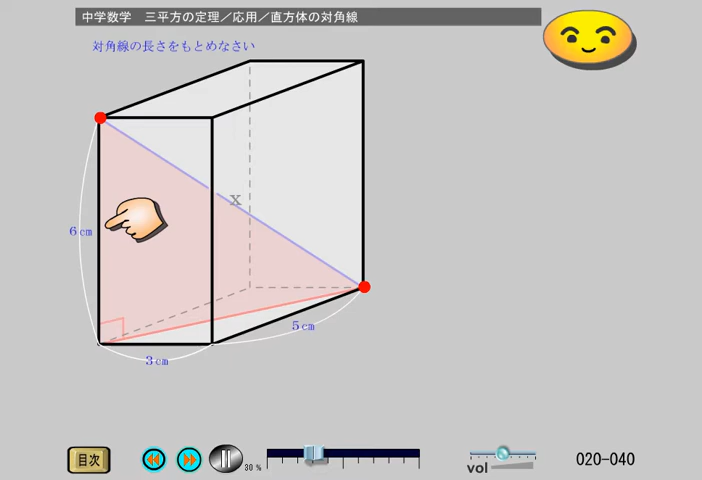 中学数学 三平方の定理／応用／直方体の対角線
対角線の長さをもとめなさい
x
6cm
5cm
3cm
目次
30%
vol
020-040